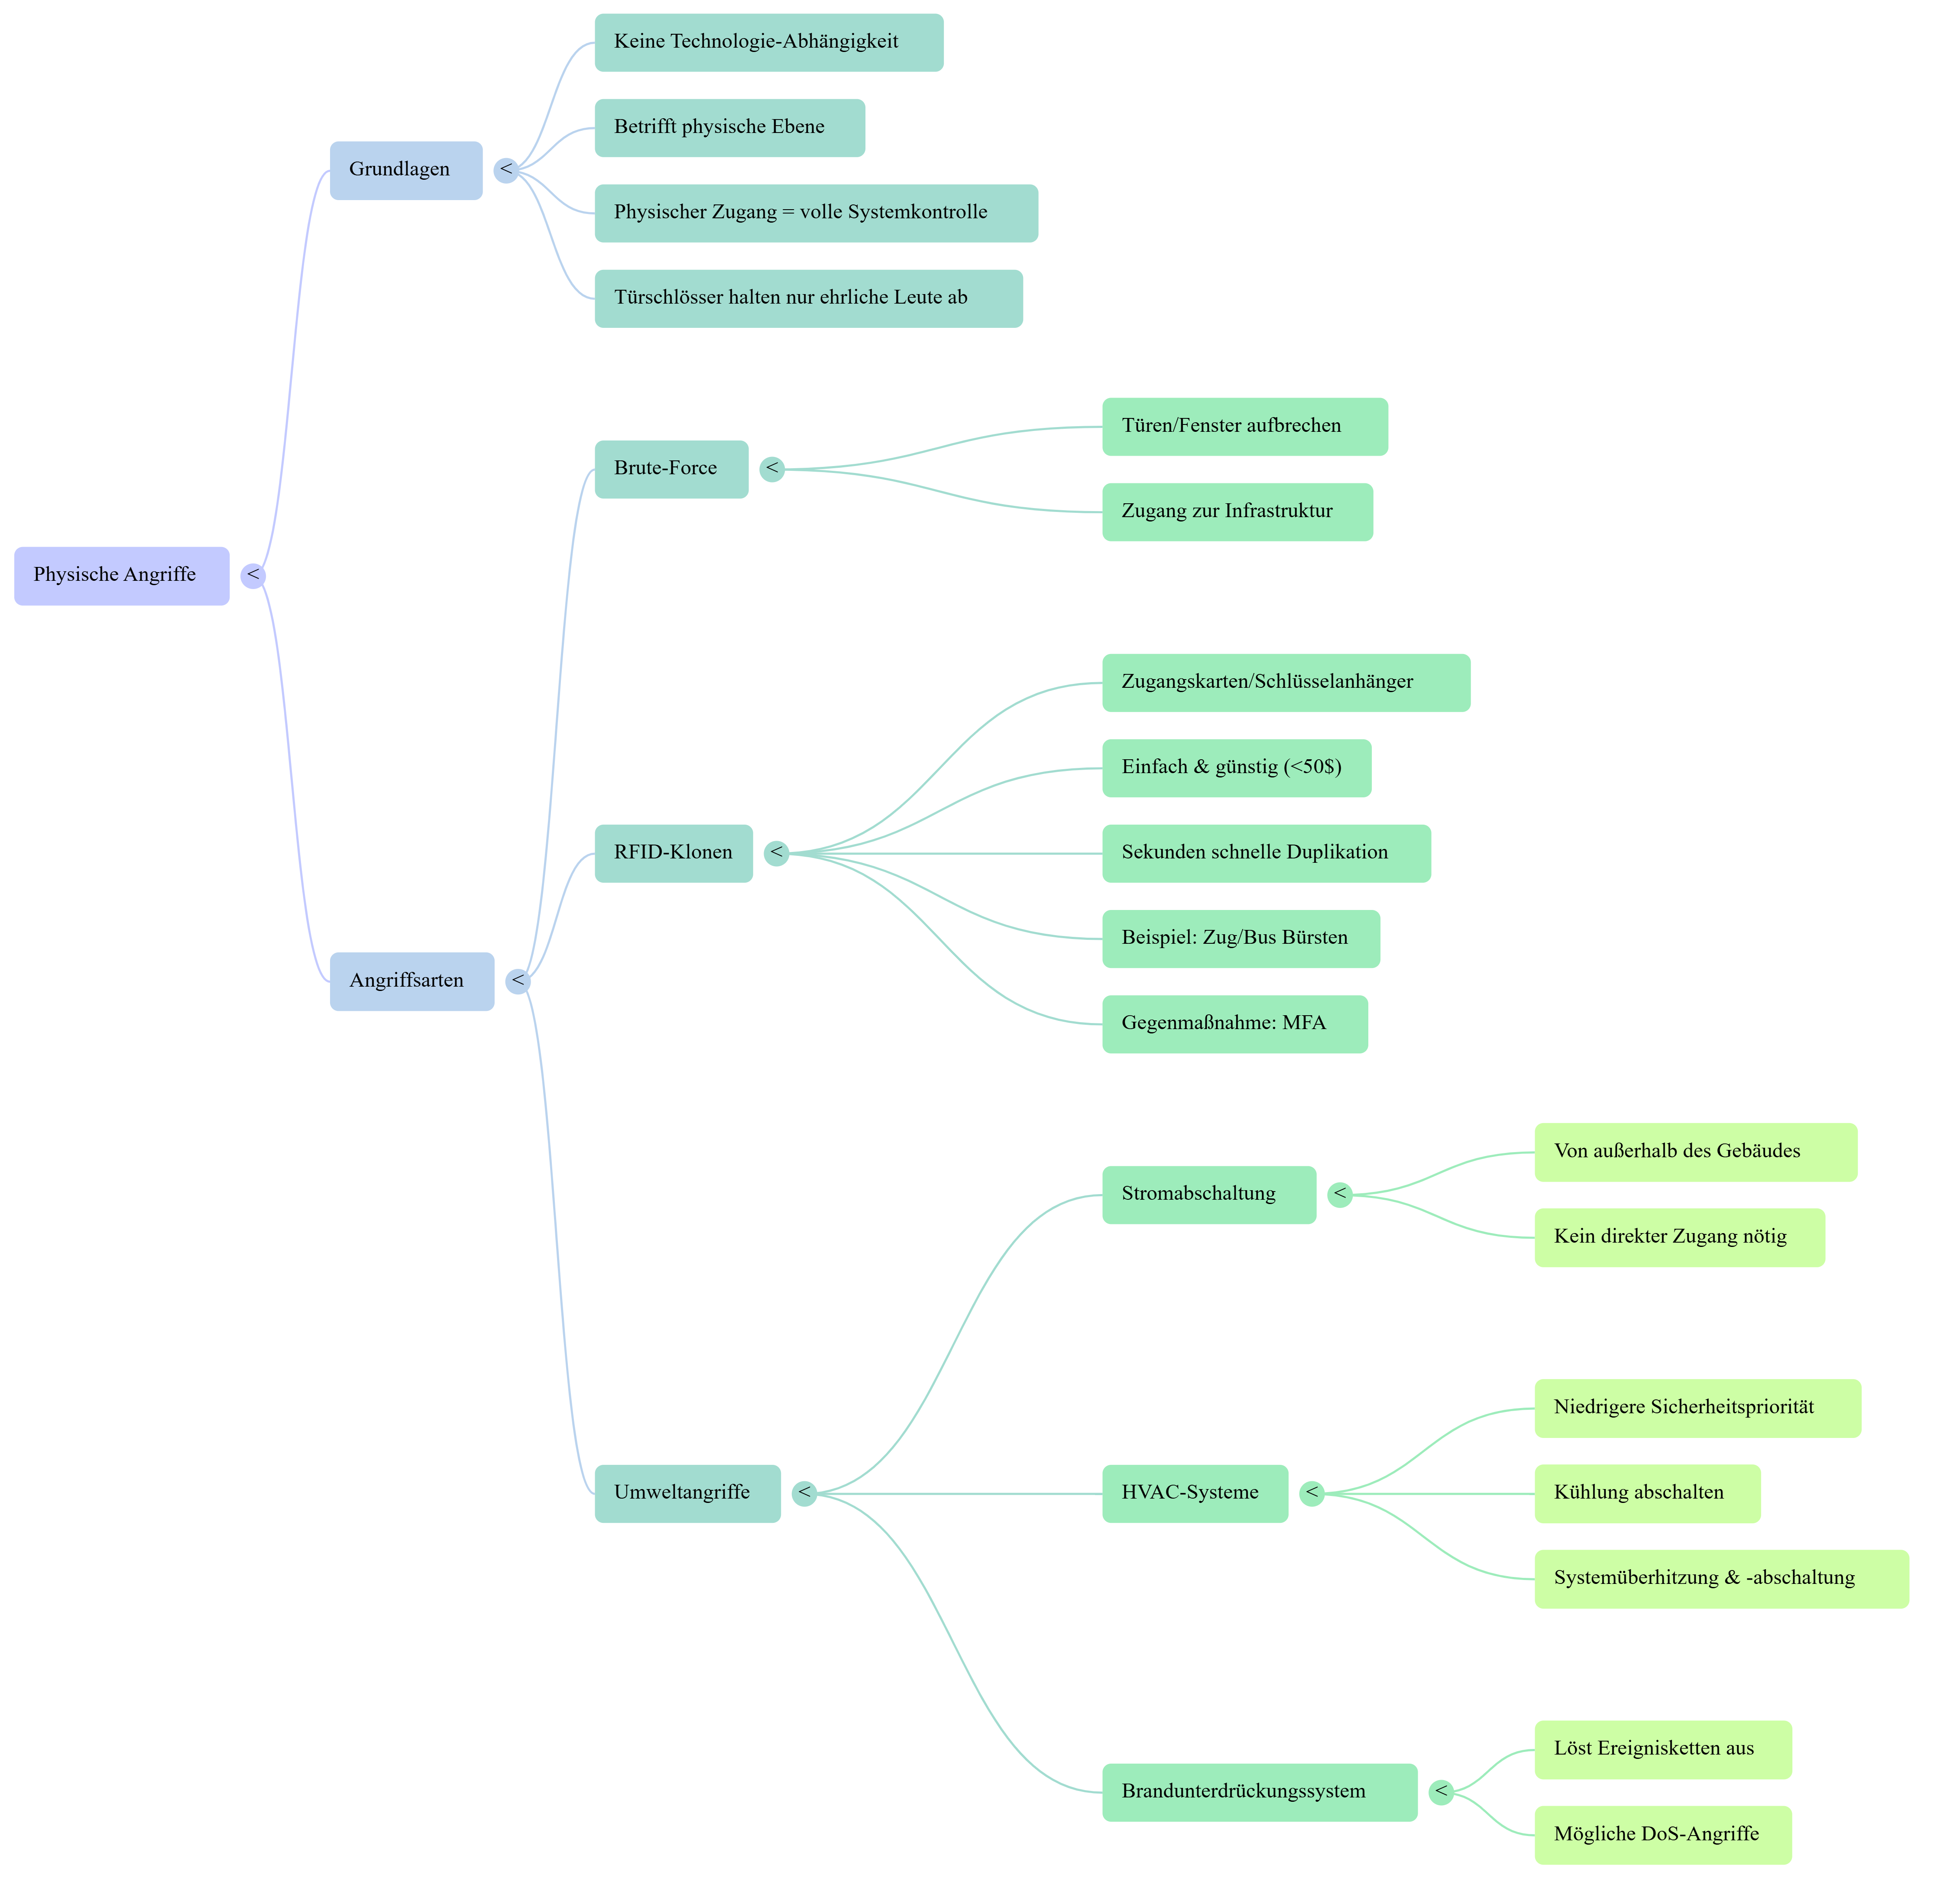 Physische Angriffe
<
Grundlagen
<
Keine Technologie-Abhängigkeit
Betrifft physische Ebene
Physischer Zugang = volle Systemkontrolle
Türschlösser halten nur ehrliche Leute ab
Angriffsarten
<
Brute-Force
<
Türen/Fenster aufbrechen
Zugang zur Infrastruktur
RFID-Klonen
<
Zugangskarten/Schlüsselanhänger
Einfach & günstig (<50$)
Sekunden schnelle Duplikation
Beispiel: Zug/Bus Bürsten
Gegenmaßnahme: MFA
Umweltangriffe
<
Stromabschaltung
<
Von außerhalb des Gebäudes
Kein direkter Zugang nötig
HVAC-Systeme
<
Niedrigere Sicherheitspriorität
Kühlung abschalten
Systemüberhitzung & -abschaltung
Brandunterdrückungssystem
<
Löst Ereignisketten aus
Mögliche DoS-Angriffe